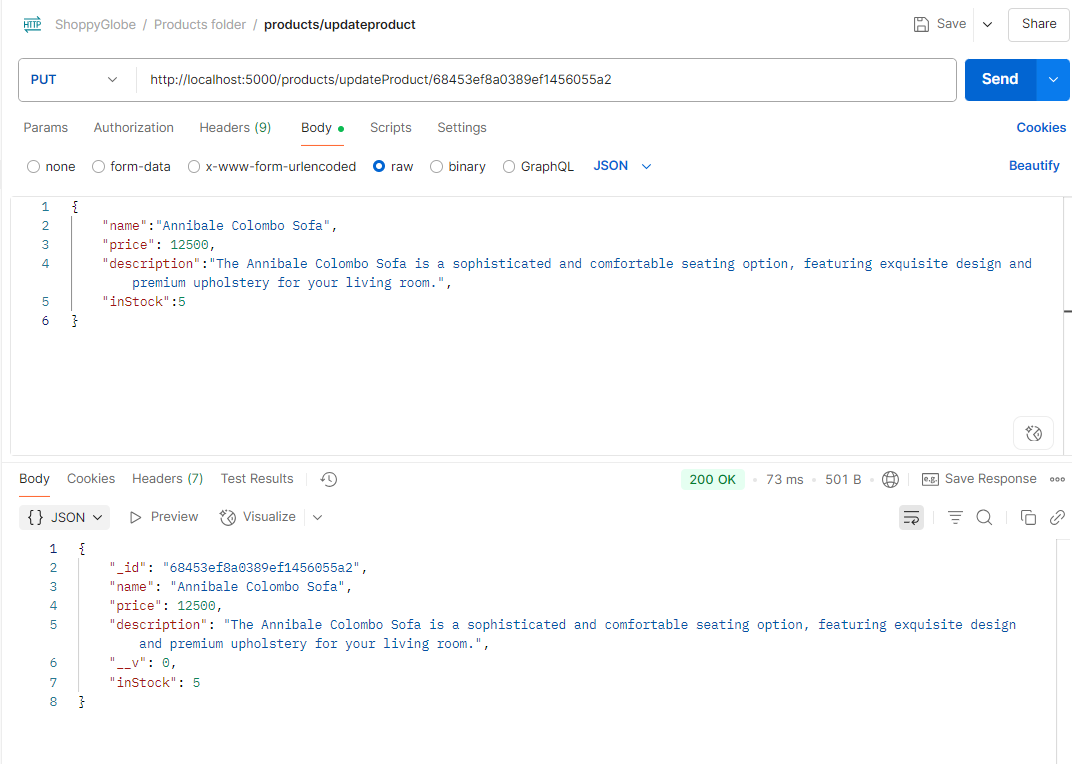 HTTP ShoppyGlobe / Products folder / products/updateproduct Save Share
PUT http://localhost:5000/products/updateProduct/68453ef8a0389ef1456055a2 Send
Params Authorization Headers (9) Body Scripts Settings Cookies
none form-data x-www-form-urlencoded raw binary GraphQL JSON Beautify
1 {
2 "name":"Annibale Colombo Sofa",
3 "price": 12500,
4 "description":"The Annibale Colombo Sofa is a sophisticated and comfortable seating option, featuring exquisite design and
premium upholstery for your living room.",
5 "inStock":5
6 }
Body Cookies Headers (7) Test Results 200 OK 73 ms 501 B e.g. Save Response
{} JSON Preview Visualize
1 {
2 "_id": "68453ef8a0389ef1456055a2",
3 "name": "Annibale Colombo Sofa",
4 "price": 12500,
5 "description": "The Annibale Colombo Sofa is a sophisticated and comfortable seating option, featuring exquisite design
and premium upholstery for your living room.",
6 "__v": 0,
7 "inStock": 5
8 }